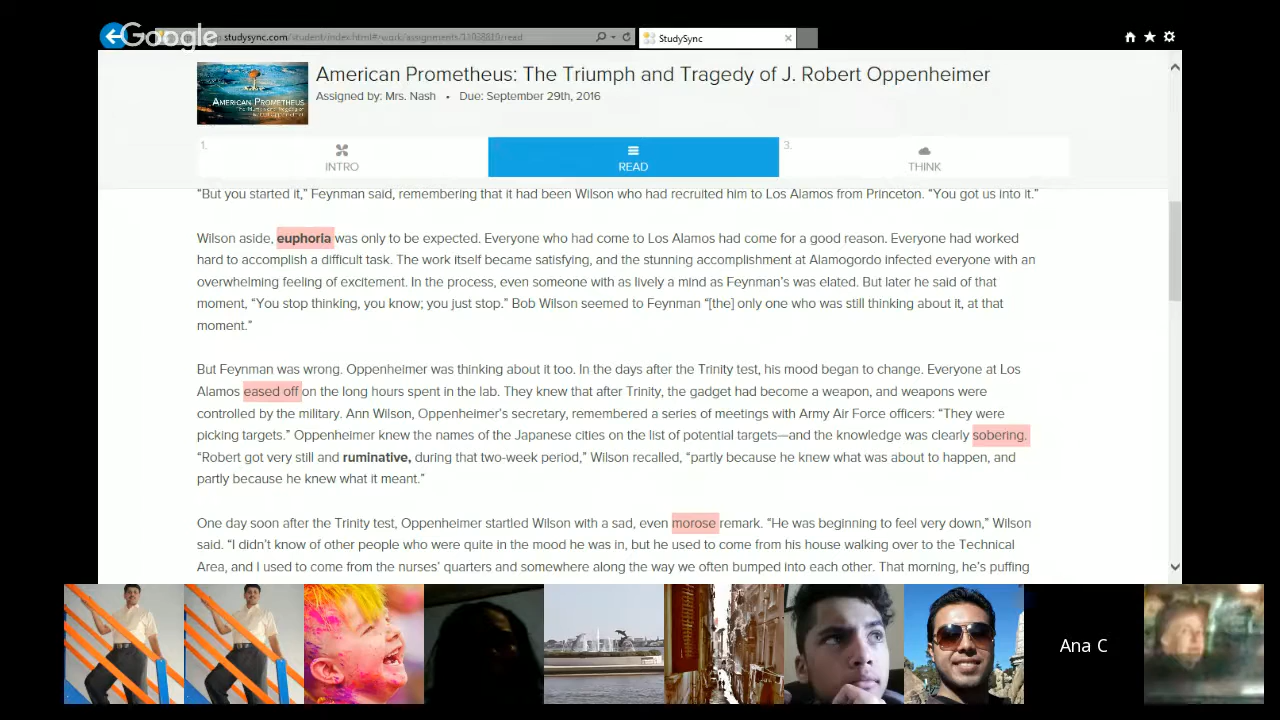 Google
studysync.com/student/index.html#/work/assignments/11038819/read
StudySync
American Prometheus: The Triumph and Tragedy of J. Robert Oppenheimer
Assigned by: Mrs. Nash • Due: September 29th, 2016
AMERICAN PROMETHEUS
1.
INTRO
READ
3.
THINK
“But you started it,” Feynman said, remembering that it had been Wilson who had recruited him to Los Alamos from Princeton. “You got us into it.”
Wilson aside, euphoria was only to be expected. Everyone who had come to Los Alamos had come for a good reason. Everyone had worked
hard to accomplish a difficult task. The work itself became satisfying, and the stunning accomplishment at Alamogordo infected everyone with an
overwhelming feeling of excitement. In the process, even someone with as lively a mind as Feynman’s was elated. But later he said of that
moment, “You stop thinking, you know; you just stop.” Bob Wilson seemed to Feynman “[the] only one who was still thinking about it, at that
moment.”
But Feynman was wrong. Oppenheimer was thinking about it too. In the days after the Trinity test, his mood began to change. Everyone at Los
Alamos eased off on the long hours spent in the lab. They knew that after Trinity, the gadget had become a weapon, and weapons were
controlled by the military. Ann Wilson, Oppenheimer’s secretary, remembered a series of meetings with Army Air Force officers: “They were
picking targets.” Oppenheimer knew the names of the Japanese cities on the list of potential targets—and the knowledge was clearly sobering.
“Robert got very still and ruminative, during that two-week period,” Wilson recalled, “partly because he knew what was about to happen, and
partly because he knew what it meant.”
One day soon after the Trinity test, Oppenheimer startled Wilson with a sad, even morose remark. “He was beginning to feel very down,” Wilson
said. “I didn’t know of other people who were quite in the mood he was in, but he used to come from his house walking over to the Technical
Area, and I used to come from the nurses’ quarters and somewhere along the way we often bumped into each other. That morning, he’s puffing
Ana C